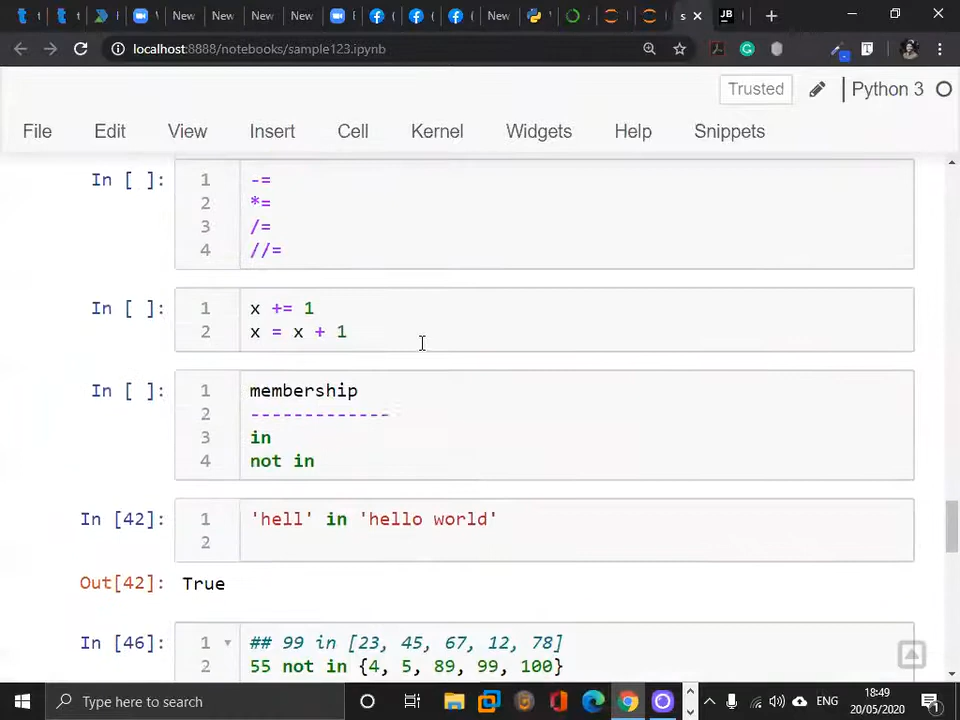 New
New
New
New
localhost:8888/notebooks/sample123.ipynb
Trusted
Python 3
File Edit View Insert Cell Kernel Widgets Help Snippets
In [ ]:
1 -=
2 *=
3 /=
4 //=
In [ ]:
1 x += 1
2 x = x + 1
In [ ]:
1 membership
2 -------------
3 in
4 not in
In [42]:
1 'hell' in 'hello world'
2
Out[42]: True
In [46]:
1 ## 99 in [23, 45, 67, 12, 78]
2 55 not in {4, 5, 89, 99, 100}
Type here to search
ENG
18:49
20/05/2020